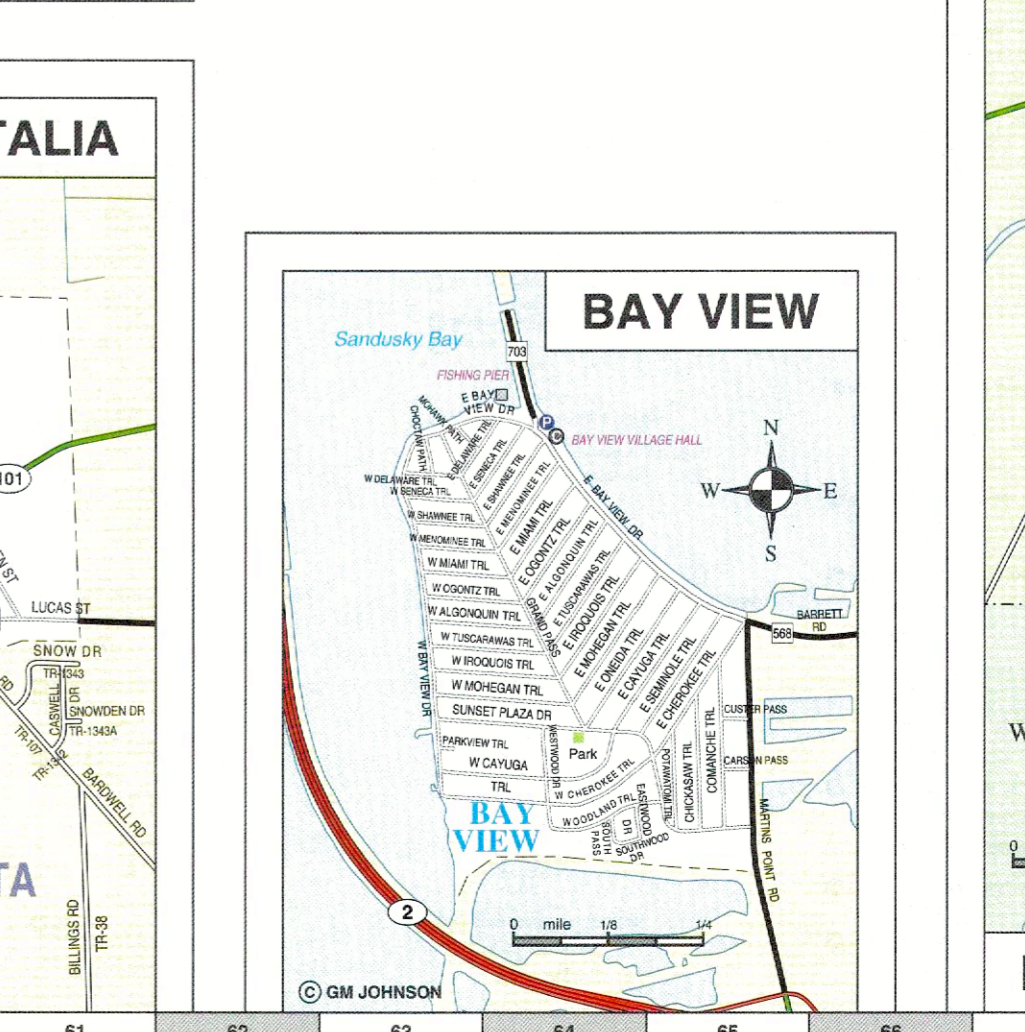 TALIA
101
LUCAS ST
SNOW DR
TR-1343
CASWELL DR
SNOWDEN DR
TR-1343A
RD
TR-107
TR-1342
BARDWELL RD
TA
BILLINGS RD
TR-38
BAY VIEW
Sandusky Bay
703
FISHING PIER
E BAY
VIEW DR
MOHAWK PATH
CHOCTAW PATH
P
C
BAY VIEW VILLAGE HALL
E DELAWARE TRL
E SENECA TRL
E SHAWNEE TRL
E MENOMINEE TRL
E MIAMI TRL
E OGONTZ TRL
E ALGONQUIN TRL
E TUSCARAWAS TRL
E IROQUOIS TRL
E MOHEGAN TRL
E ONEIDA TRL
E CAYUGA TRL
E SEMINOLE TRL
E CHEROKEE TRL
E BAY VIEW DR
N
W E
S
W DELAWARE TRL
W SENECA TRL
W SHAWNEE TRL
W MENOMINEE TRL
W MIAMI TRL
W OGONTZ TRL
W ALGONQUIN TRL
W TUSCARAWAS TRL
W IROQUOIS TRL
W MOHEGAN TRL
SUNSET PLAZA DR
GRAND PASS
W BAY VIEW DR
BARRETT
RD
568
CUSTER PASS
CARSON PASS
PARKVIEW TRL
W CAYUGA
TRL
WESTWOOD DR
Park
W CHEROKEE TRL
POTAWATOMI TRL
CHICKASAW TRL
COMANCHE TRL
WOODLAND TRL
EASTWOOD
DR
SOUTH
PASS
SOUTHWOOD
DR
MARTINS POINT RD
BAY
VIEW
2
0 mile 1/8 1/4
© GM JOHNSON
W
0
61 62 63 64 65 66